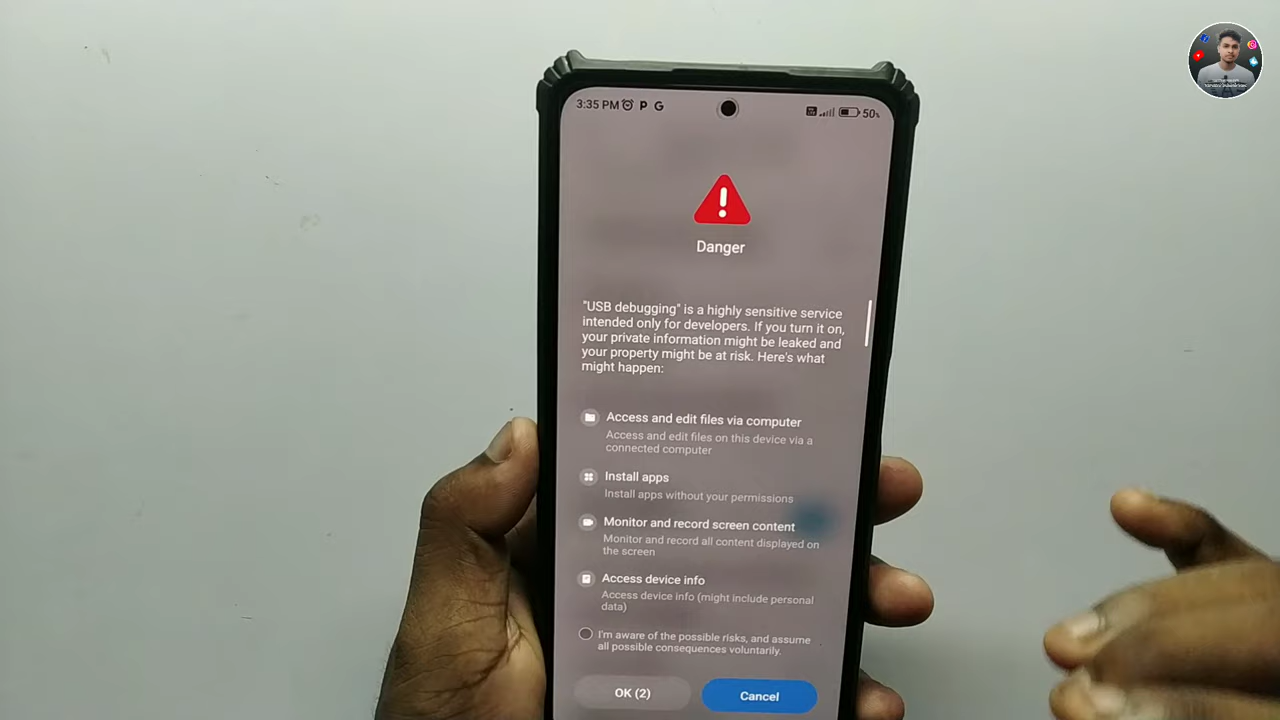 3:35 PM P G
50%
Danger
"USB debugging" is a highly sensitive service
intended only for developers. If you turn it on,
your private information might be leaked and
your property might be at risk. Here's what
might happen:
Access and edit files via computer
Access and edit files on this device via a
connected computer
Install apps
Install apps without your permissions
Monitor and record screen content
Monitor and record all content displayed on
the screen
Access device info
Access device info (might include personal
data)
I'm aware of the possible risks, and assume
all possible consequences voluntarily.
OK (2) Cancel